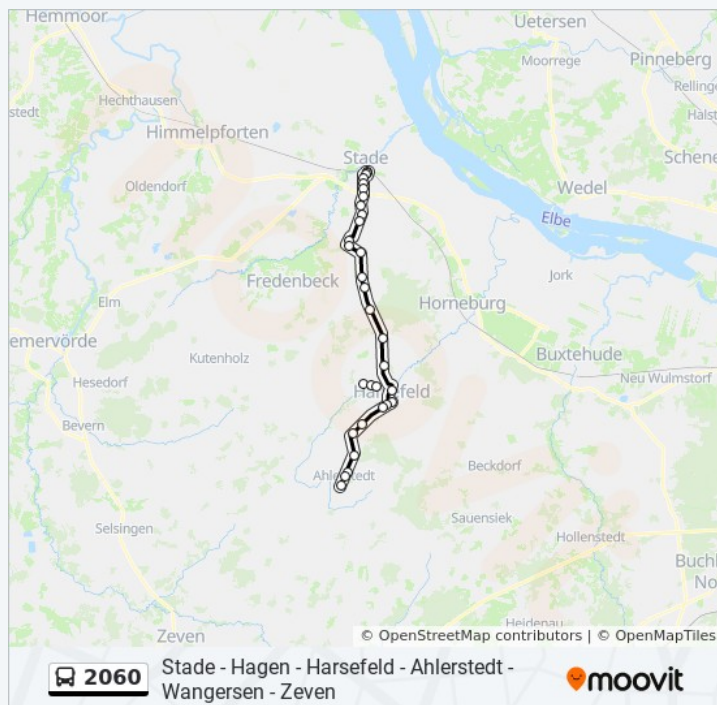 Hemmoor
Uetersen
Moorrege
Pinneberg
Rellinge
Hechthausen
stedt
Halst
Himmelpforten
Stade
Schene
Oldendorf
Wedel
Elbe
Fredenbeck
Jork
Elm
Horneburg
emervörde
Buxtehude
Kutenholz
Neu Wulmstorf
Hesedorf
Harsefeld
Bevern
Beckdorf
Ahlerstedt
Sauensiek
Selsingen
Hollenstedt
Buchh
No
Heidenau
Zeven
© OpenStreetMap contributors | © OpenMapTiles
2060
Stade - Hagen - Harsefeld - Ahlerstedt -
Wangersen - Zeven
moovit